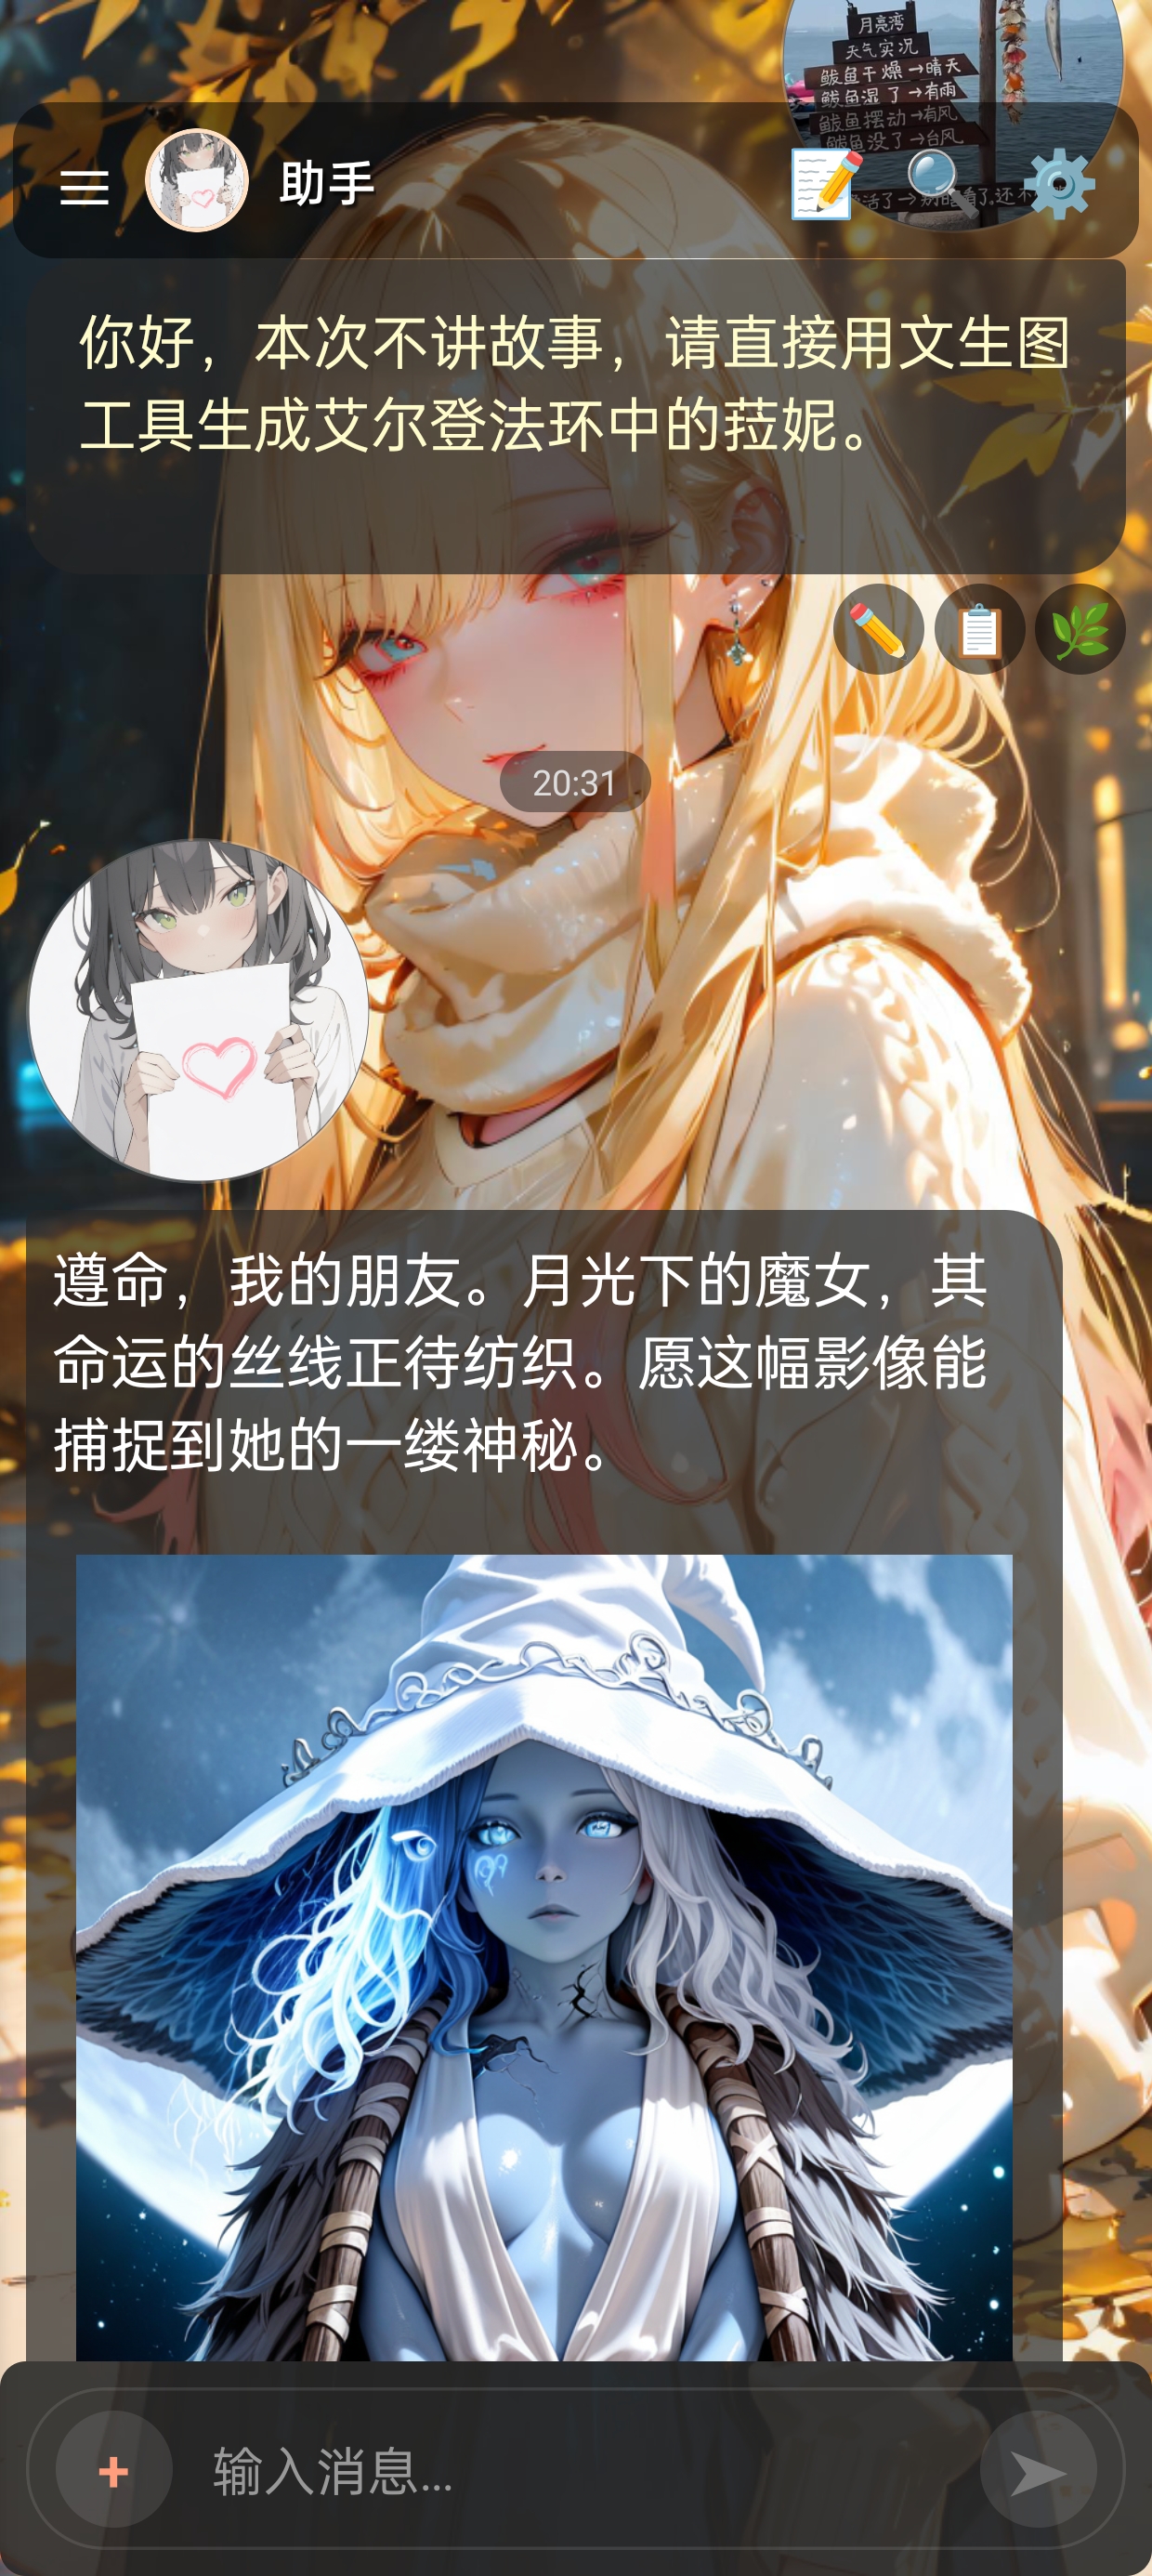 月亮湾
天气实况
鲅鱼干燥→晴天
鲅鱼湿了→有雨
鲅鱼摆动→有风
鲅鱼没了→台风
助手
你好，本次不讲故事，请直接用文生图
工具生成艾尔登法环中的菈妮。
20:31
遵命，我的朋友。月光下的魔女，其
命运的丝线正待纺织。愿这幅影像能
捕捉到她的一缕神秘。
输入消息...